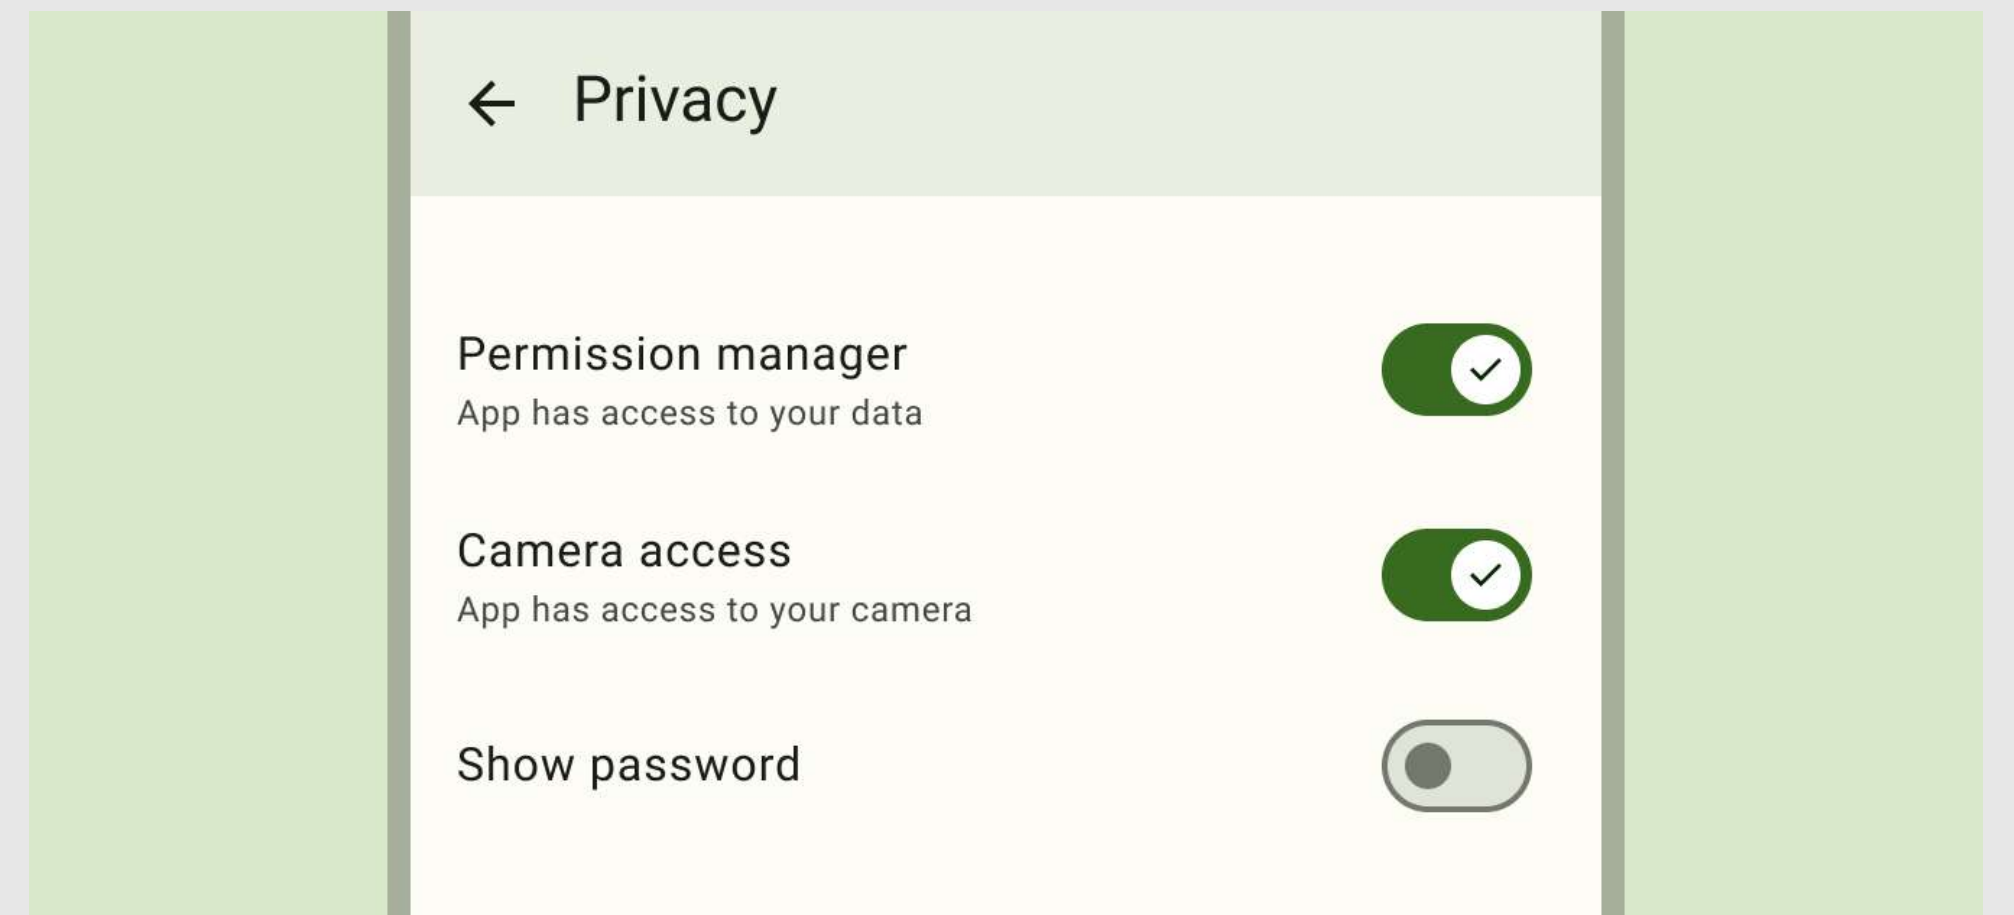 Privacy
Permission manager
App has access to your data
Camera access
App has access to your camera
Show password